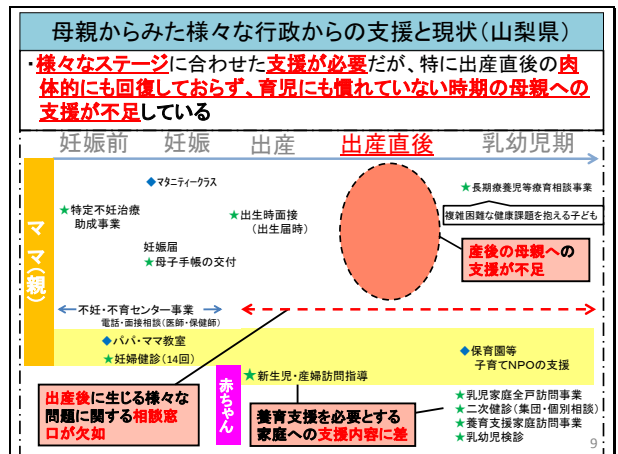 母親からみた様々な行政からの支援と現状(山梨県)
・様々なステージに合わせた支援が必要だが、特に出産直後の肉
体的にも回復しておらず、育児にも慣れていない時期の母親への
支援が不足している
妊娠前 妊娠 出産 出産直後 乳幼児期
ママ(親)
◆マタニティークラス
★特定不妊治療
助成事業
★出生時面接
(出生届時)
妊娠届
★母子手帳の交付
★長期療養児等療育相談事業
複雑困難な健康課題を抱える子ども
産後の母親への
支援が不足
不妊・不育センター事業
電話・面接相談(医師・保健師)
◆パパ・ママ教室
★妊婦健診(14回)
◆保育園等
子育てNPOの支援
赤ちゃん
★新生児・産婦訪問指導
出産後に生じる様々な
問題に関する相談窓
口が欠如
養育支援を必要とする
家庭への支援内容に差
★乳児家庭全戸訪問事業
★二次健診(集団・個別相談)
★養育支援家庭訪問事業
★乳幼児検診
9